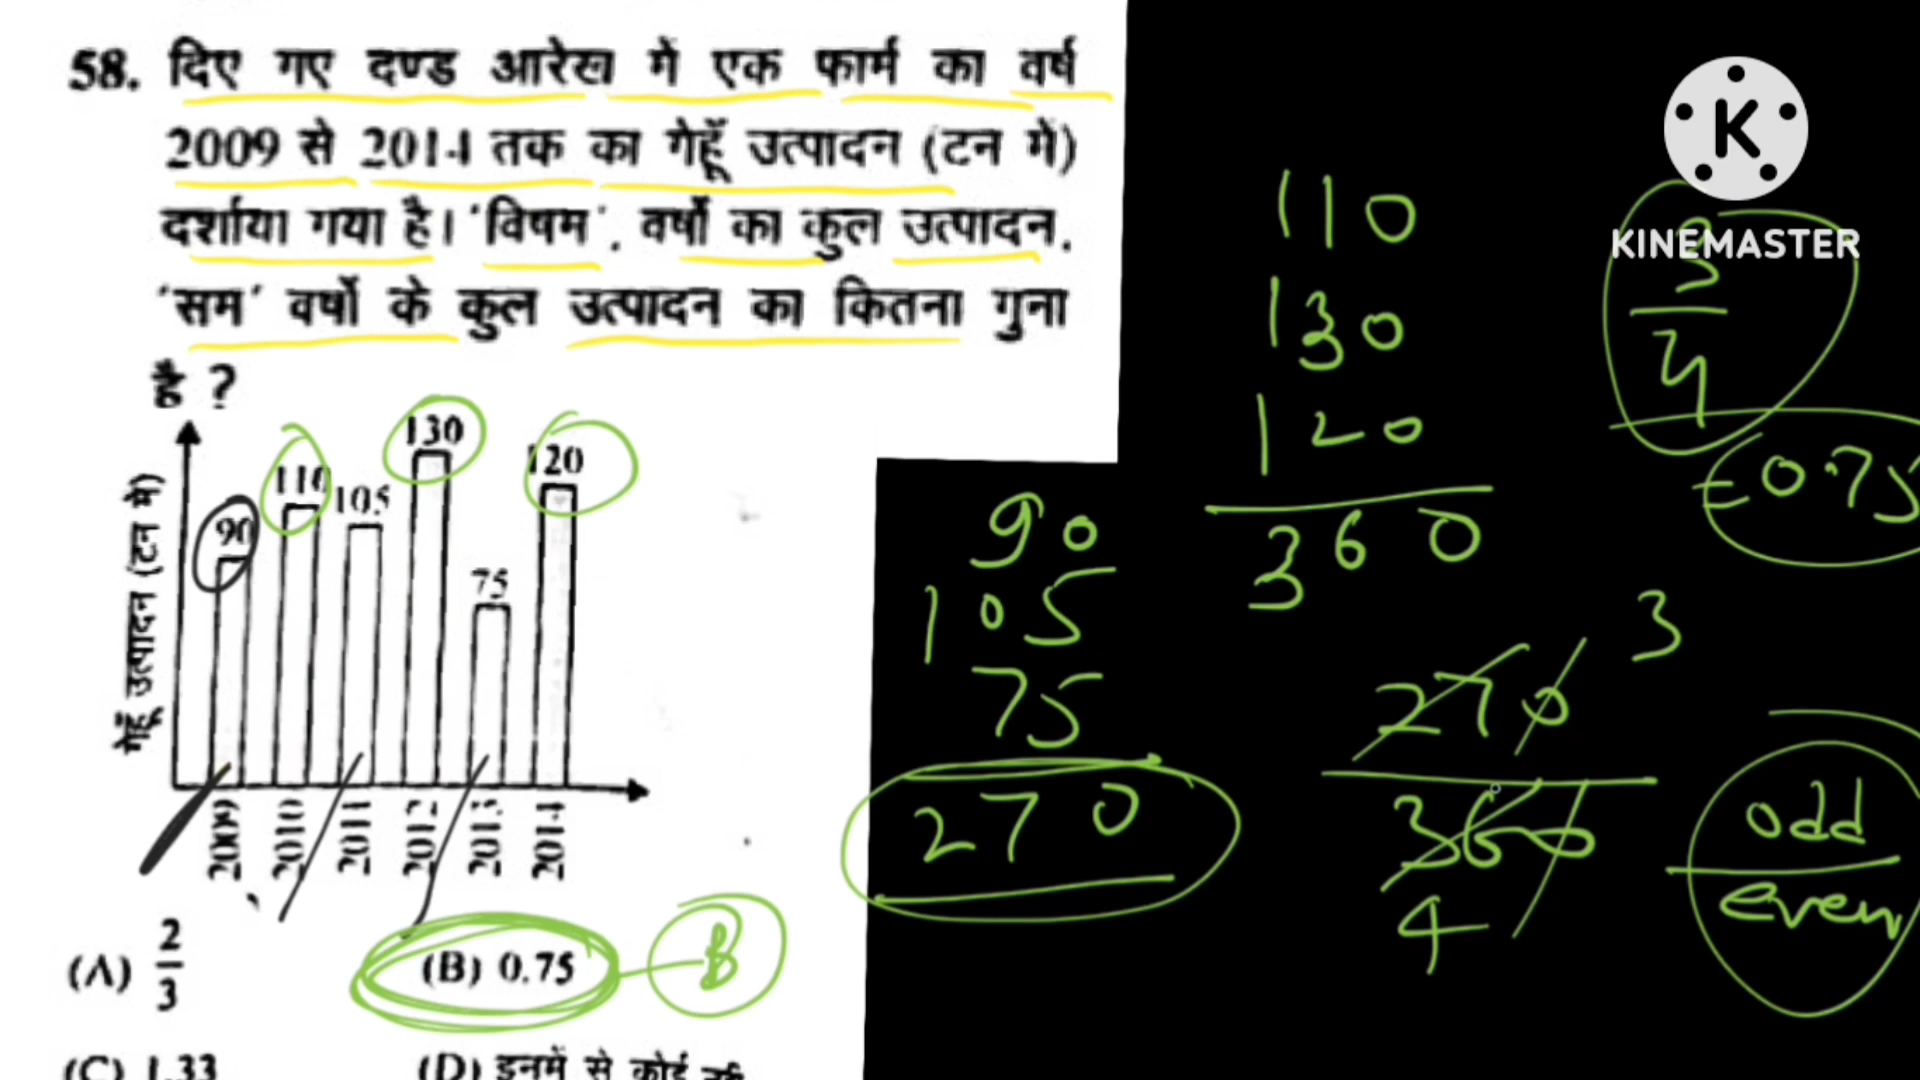 58. दिए गए दण्ड आरेख में एक फार्म का वर्ष
2009 से 2014 तक का गेहूँ उत्पादन (टन में)
दर्शाया गया है। 'विषम'. वर्षों का कुल उत्पादन.
'सम' वर्षों के कुल उत्पादन का कितना गुना
है ?
गेहूँ उत्पादन (टन में)
90
110
105
130
75
120
2009
2010
2011
2012
2013
2014
(A) 2/3
(B) 0.75
B
(C) 1.33
(D) इनमें से कोई
90
105
75
270
110
130
120
360
K
KINEMASTER
3
4
=0.75
270 3
360
4
odd
even